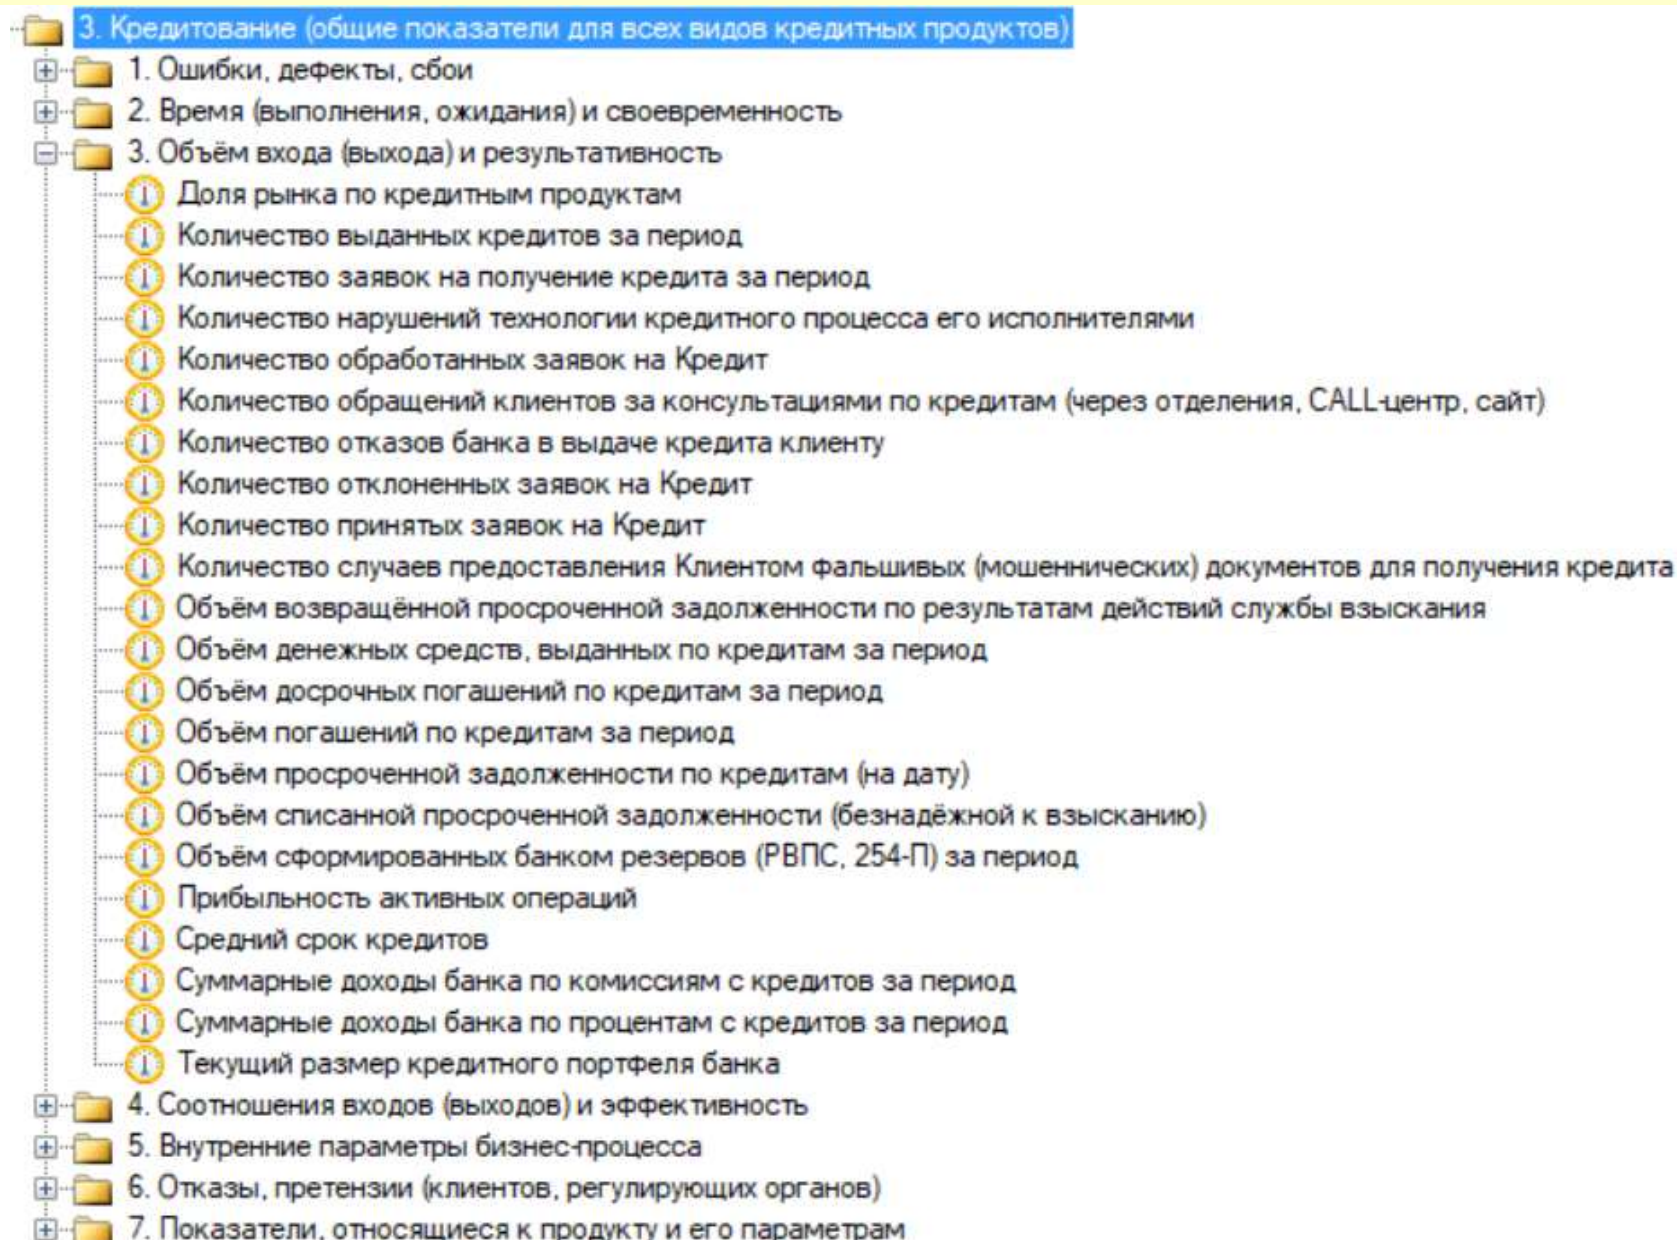 3. Кредитование (общие показатели для всех видов кредитных продуктов)
1. Ошибки, дефекты, сбои
2. Время (выполнения, ожидания) и своевременность
3. Объём входа (выхода) и результативность
Доля рынка по кредитным продуктам
Количество выданных кредитов за период
Количество заявок на получение кредита за период
Количество нарушений технологии кредитного процесса его исполнителями
Количество обработанных заявок на Кредит
Количество обращений клиентов за консультациями по кредитам (через отделения, CALL-центр, сайт)
Количество отказов банка в выдаче кредита клиенту
Количество отклоненных заявок на Кредит
Количество принятых заявок на Кредит
Количество случаев предоставления Клиентом фальшивых (мошеннических) документов для получения кредита
Объём возвращённой просроченной задолженности по результатам действий службы взыскания
Объём денежных средств, выданных по кредитам за период
Объём досрочных погашений по кредитам за период
Объём погашений по кредитам за период
Объём просроченной задолженности по кредитам (на дату)
Объём списанной просроченной задолженности (безнадёжной к взысканию)
Объём сформированных банком резервов (РВПС, 254-П) за период
Прибыльность активных операций
Средний срок кредитов
Суммарные доходы банка по комиссиям с кредитов за период
Суммарные доходы банка по процентам с кредитов за период
Текущий размер кредитного портфеля банка
4. Соотношения входов (выходов) и эффективность
5. Внутренние параметры бизнес-процесса
6. Отказы, претензии (клиентов, регулирующих органов)
7. Показатели, относящиеся к продукту и его параметрам